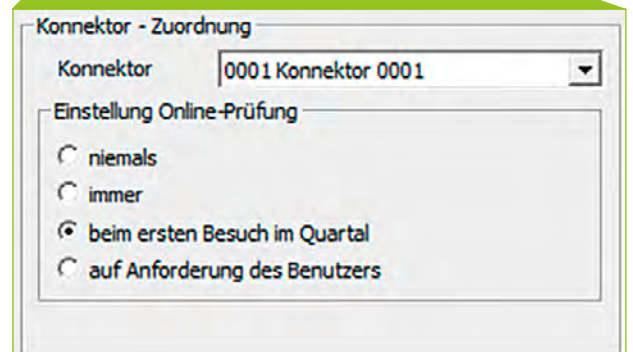 Konnektor - Zuordnung
Konnektor 0001 Konnektor 0001
Einstellung Online-Prüfung
niemals
immer
beim ersten Besuch im Quartal
auf Anforderung des Benutzers